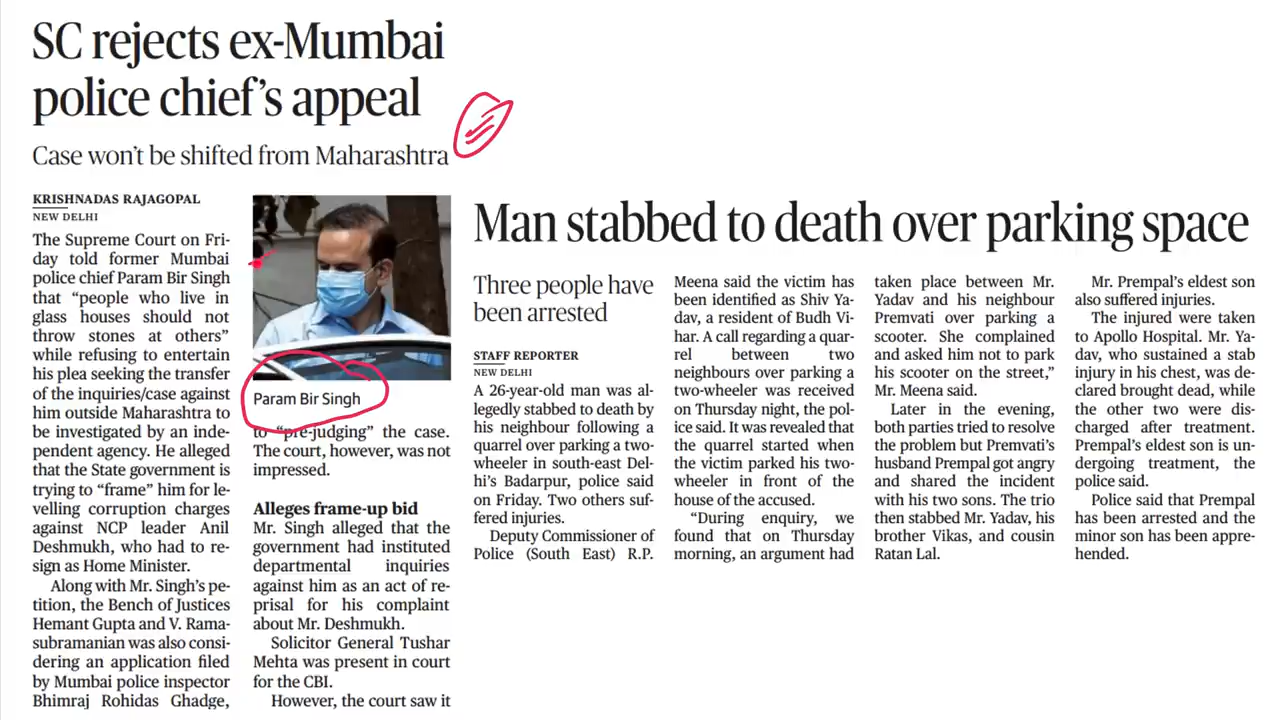 SC rejects ex-Mumbai
police chief's appeal
Case won't be shifted from Maharashtra
KRISHNADAS RAJAGOPAL
NEW DELHI
The Supreme Court on Fri-
day told former Mumbai
police chief Param Bir Singh
that “people who live in
glass houses should not
throw stones at others”
while refusing to entertain
his plea seeking the transfer
of the inquiries/case against
him outside Maharashtra to
be investigated by an inde-
pendent agency. He alleged
that the State government is
trying to “frame” him for le-
velling corruption charges
against NCP leader Anil
Deshmukh, who had to re-
sign as Home Minister.
Along with Mr. Singh's pe-
tition, the Bench of Justices
Hemant Gupta and V. Rama-
subramanian was also consi-
dering an application filed
by Mumbai police inspector
Bhimraj Rohidas Ghadge,
Param Bir Singh
to “pre-judging” the case.
The court, however, was not
impressed.
Alleges frame-up bid
Mr. Singh alleged that the
government had instituted
departmental inquiries
against him as an act of re-
prisal for his complaint
about Mr. Deshmukh.
Solicitor General Tushar
Mehta was present in court
for the CBI.
However, the court saw it
Man stabbed to death over parking space
Three people have
been arrested
STAFF REPORTER
NEW DELHI
A 26-year-old man was al-
legedly stabbed to death by
his neighbour following a
quarrel over parking a two-
wheeler in south-east Del-
hi's Badarpur, police said
on Friday. Two others suf-
fered injuries.
Deputy Commissioner of
Police (South East) R.P.
Meena said the victim has
been identified as Shiv Ya-
dav, a resident of Budh Vi-
har. A call regarding a quar-
rel between two
neighbours over parking a
two-wheeler was received
on Thursday night, the pol-
ice said. It was revealed that
the quarrel started when
the victim parked his two-
wheeler in front of the
house of the accused.
“During enquiry, we
found that on Thursday
morning, an argument had
taken place between Mr.
Yadav and his neighbour
Premvati over parking a
scooter. She complained
and asked him not to park
his scooter on the street,”
Mr. Meena said.
Later in the evening,
both parties tried to resolve
the problem but Premvati's
husband Prempal got angry
and shared the incident
with his two sons. The trio
then stabbed Mr. Yadav, his
brother Vikas, and cousin
Ratan Lal.
Mr. Prempal's eldest son
also suffered injuries.
The injured were taken
to Apollo Hospital. Mr. Ya-
dav, who sustained a stab
injury in his chest, was de-
clared brought dead, while
the other two were dis-
charged after treatment.
Prempal's eldest son is un-
dergoing treatment, the
police said.
Police said that Prempal
has been arrested and the
minor son has been appre-
hended.